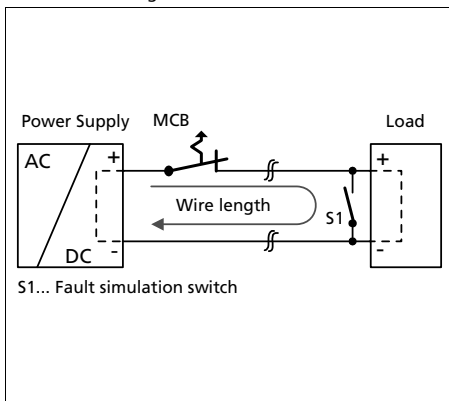 Power Supply MCB Load
AC + +
Wire length
S1
DC - -
S1... Fault simulation switch